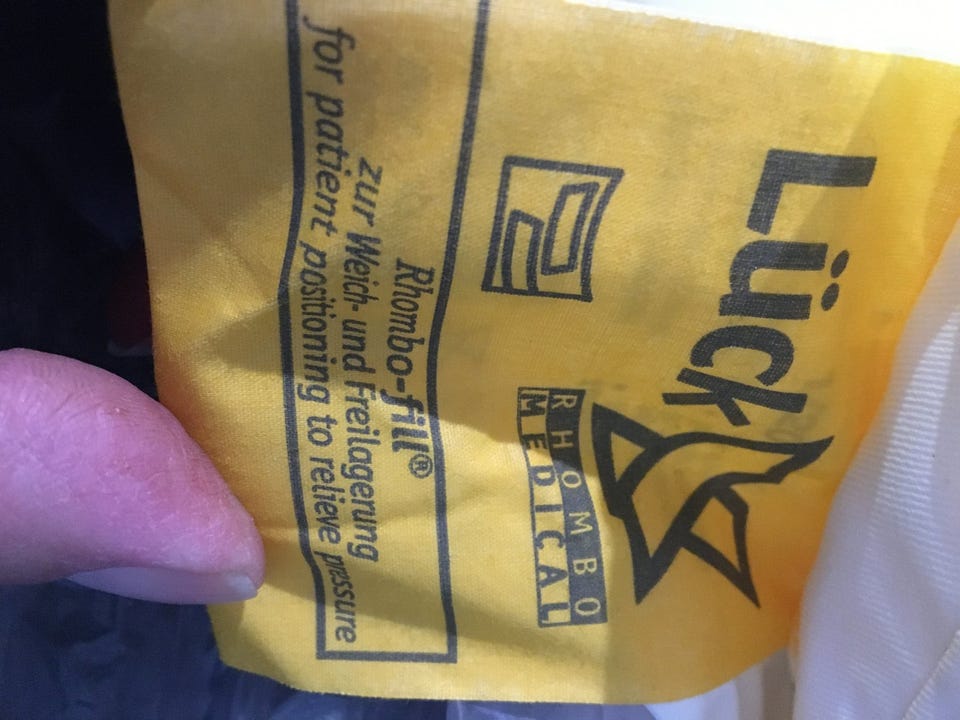 Lück
RHOMBO
MEDICAL
Rhombo-fill®
zur Weich- und Freilagerung
for patient positioning to relieve pressure